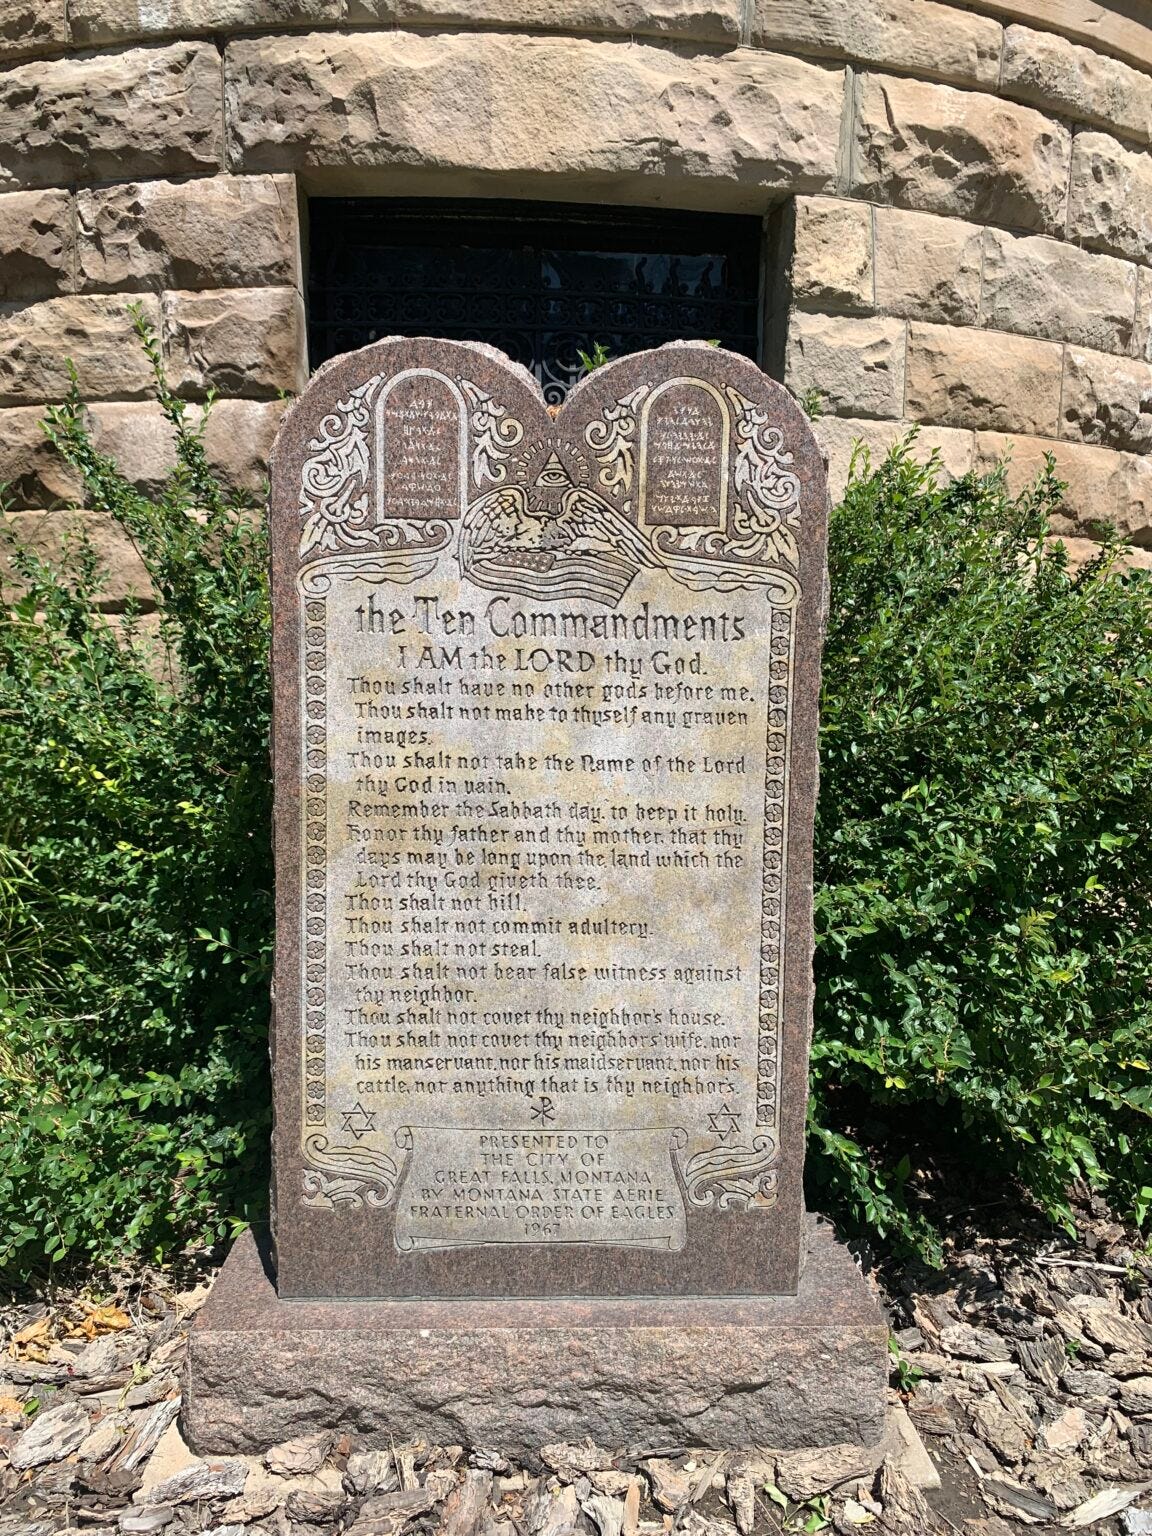 the Ten Commandments
I AM the LORD thy God.
Thou shalt have no other gods before me.
Thou shalt not make to thyself any graven
images.
Thou shalt not take the Name of the Lord
thy God in vain.
Remember the Sabbath day, to keep it holy.
Honor thy father and thy mother, that thy
days may be long upon the land which the
Lord thy God giveth thee.
Thou shalt not kill.
Thou shalt not commit adultery.
Thou shalt not steal.
Thou shalt not bear false witness against
thy neighbor.
Thou shalt not covet thy neighbor's house.
Thou shalt not covet thy neighbor's wife, nor
his manservant, nor his maidservant, nor his
cattle, nor anything that is thy neighbor's.
PRESENTED TO
THE CITY OF
GREAT FALLS, MONTANA
BY MONTANA STATE AERIE
FRATERNAL ORDER OF EAGLES
1967